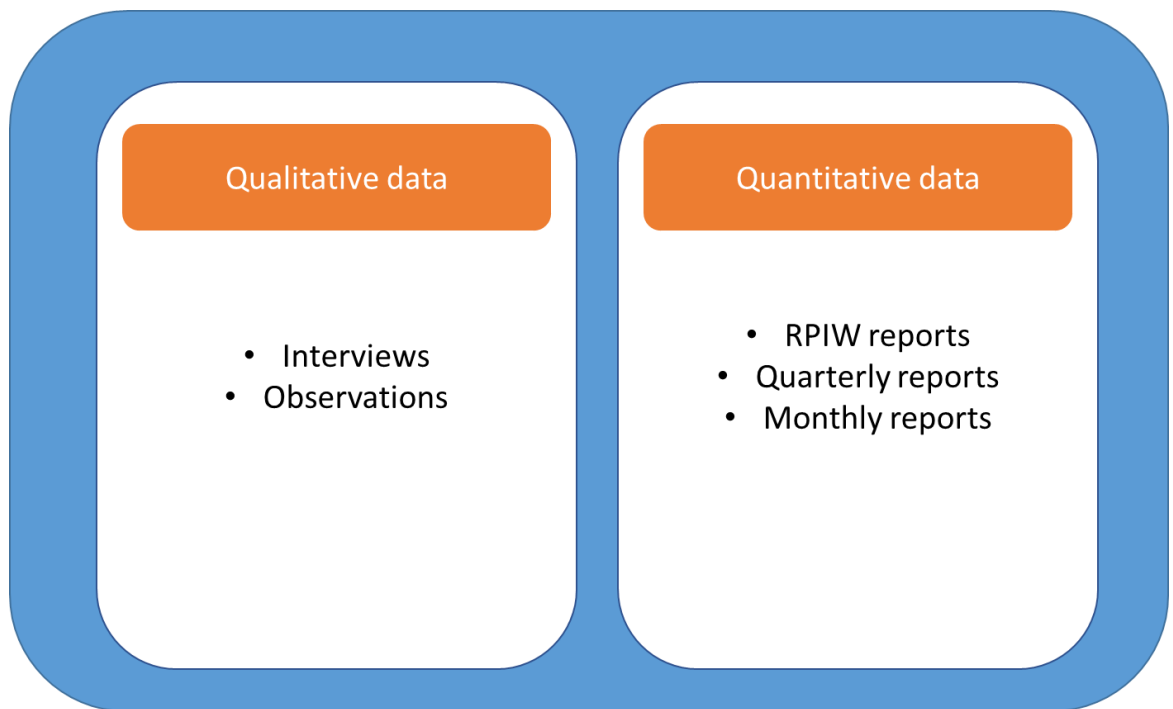 Qualitative data
• Interviews
• Observations
Quantitative data
• RPIW reports
• Quarterly reports
• Monthly reports